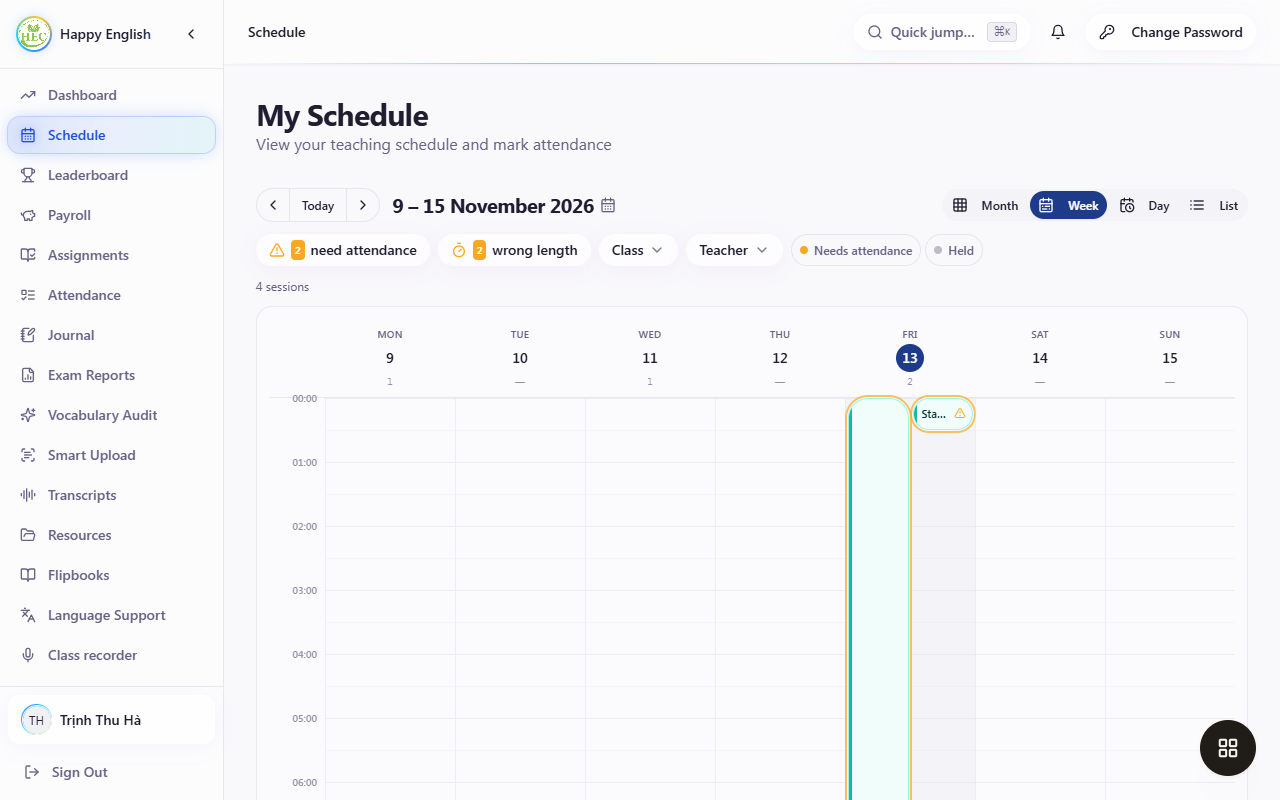 HEC
Happy English
Schedule
Quick jump...
⌘K
Change Password
Dashboard
Schedule
Leaderboard
Payroll
Assignments
Attendance
Journal
Exam Reports
Vocabulary Audit
Smart Upload
Transcripts
Resources
Flipbooks
Language Support
Class recorder
TH
Trịnh Thu Hà
Sign Out
My Schedule
View your teaching schedule and mark attendance
Today
9 – 15 November 2026
Month
Week
Day
List
2 need attendance
2 wrong length
Class
Teacher
Needs attendance
Held
4 sessions
MON TUE WED THU FRI SAT SUN
9 10 11 12 13 14 15
1 — 1 — 2 — —
00:00
Sta...
01:00
02:00
03:00
04:00
05:00
06:00